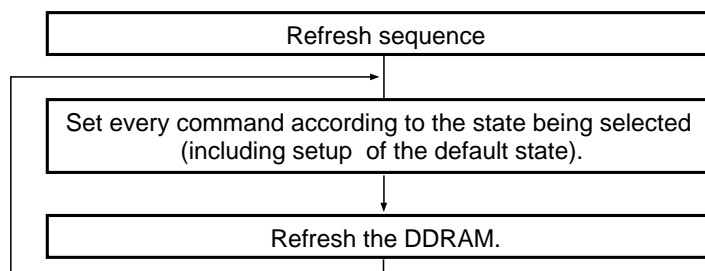 Refresh sequence
Set every command according to the state being selected
(including setup of the default state).
Refresh the DDRAM.